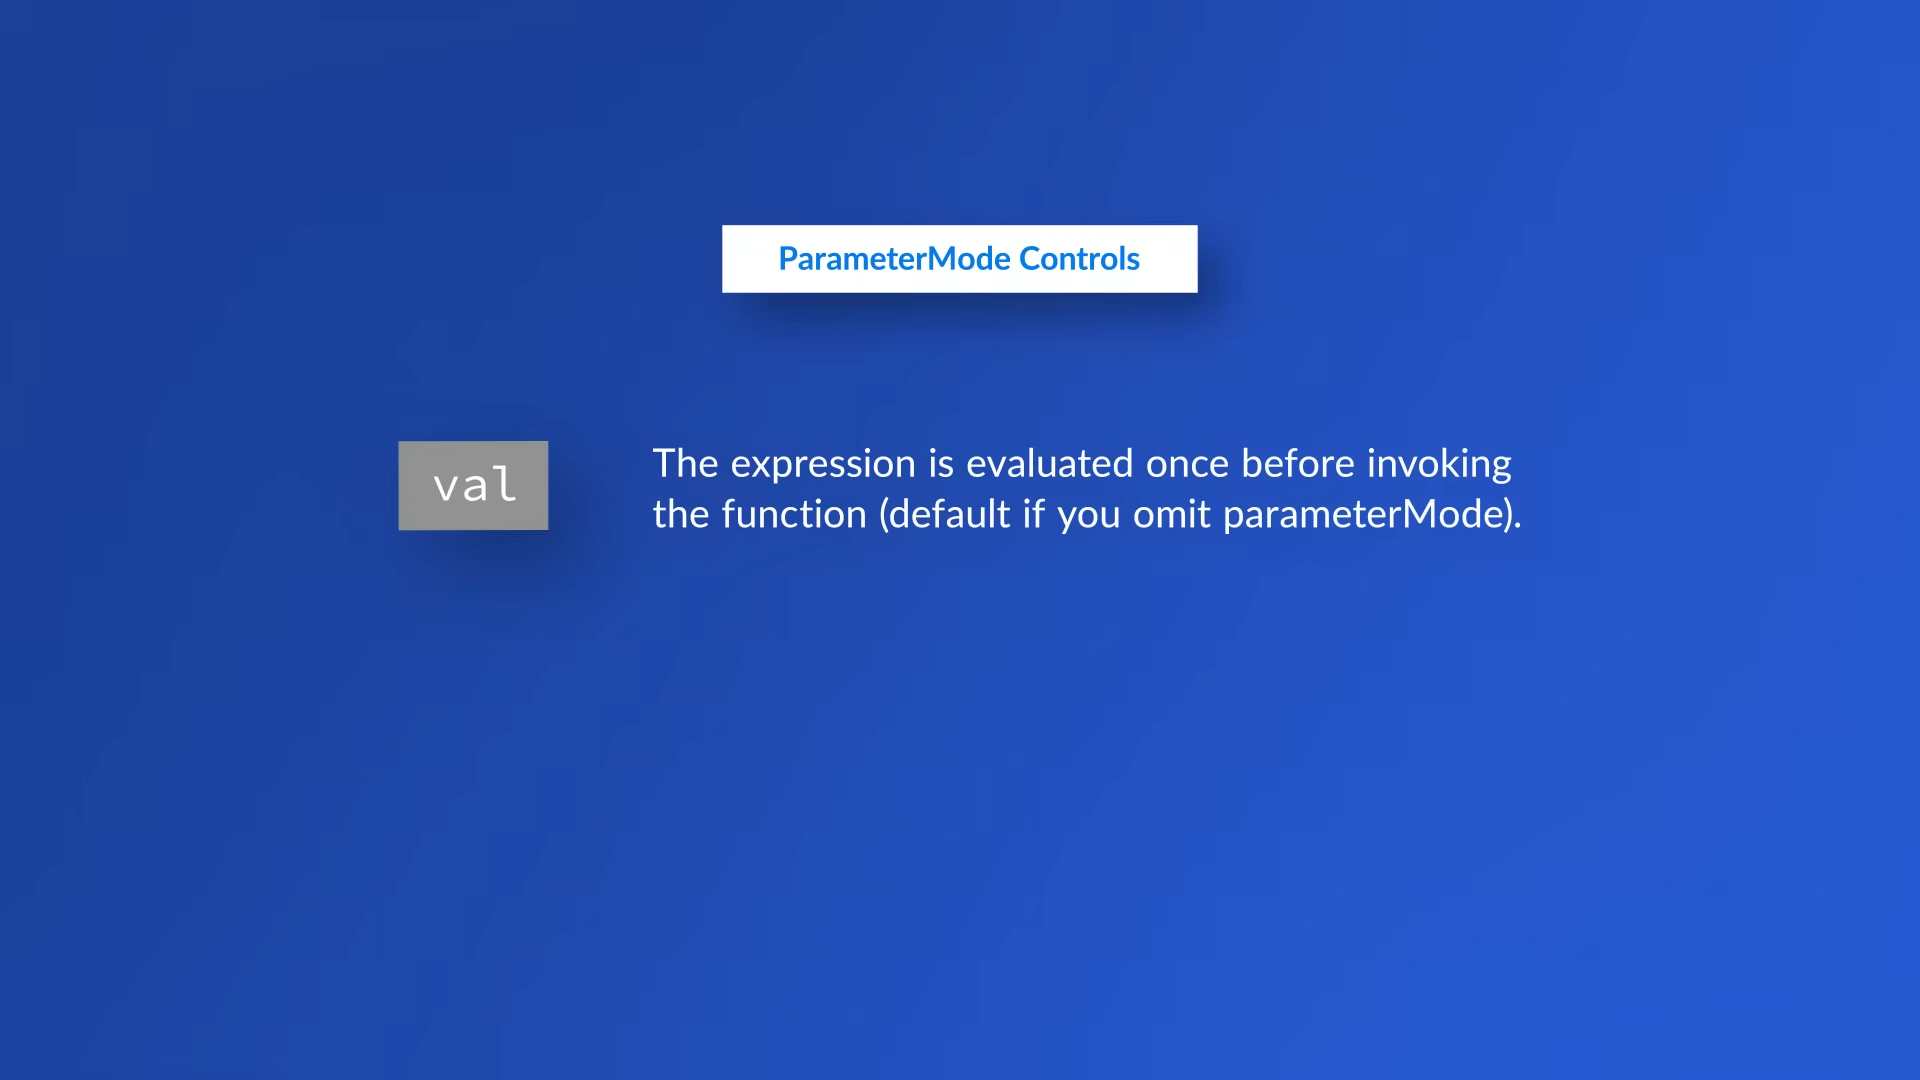 ParameterMode Controls
val
The expression is evaluated once before invoking
the function (default if you omit parameterMode).